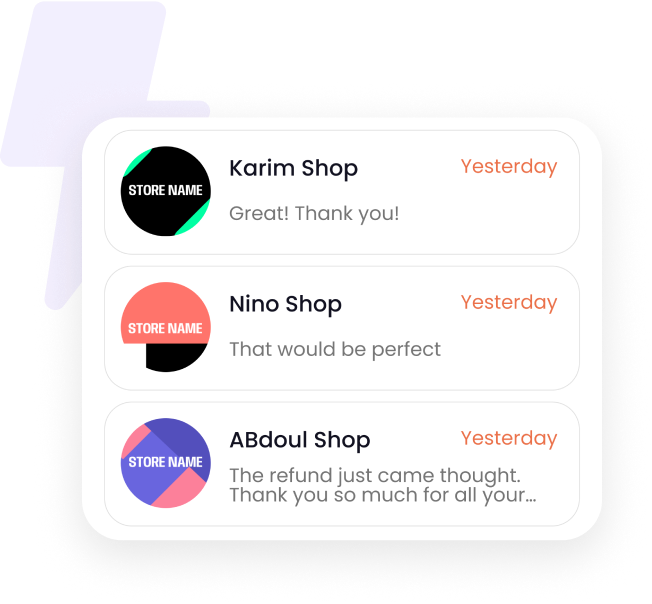 STORE NAME
Karim Shop
Yesterday
Great! Thank you!
STORE NAME
Nino Shop
Yesterday
That would be perfect
STORE NAME
ABdoul Shop
Yesterday
The refund just came thought.
Thank you so much for all your...